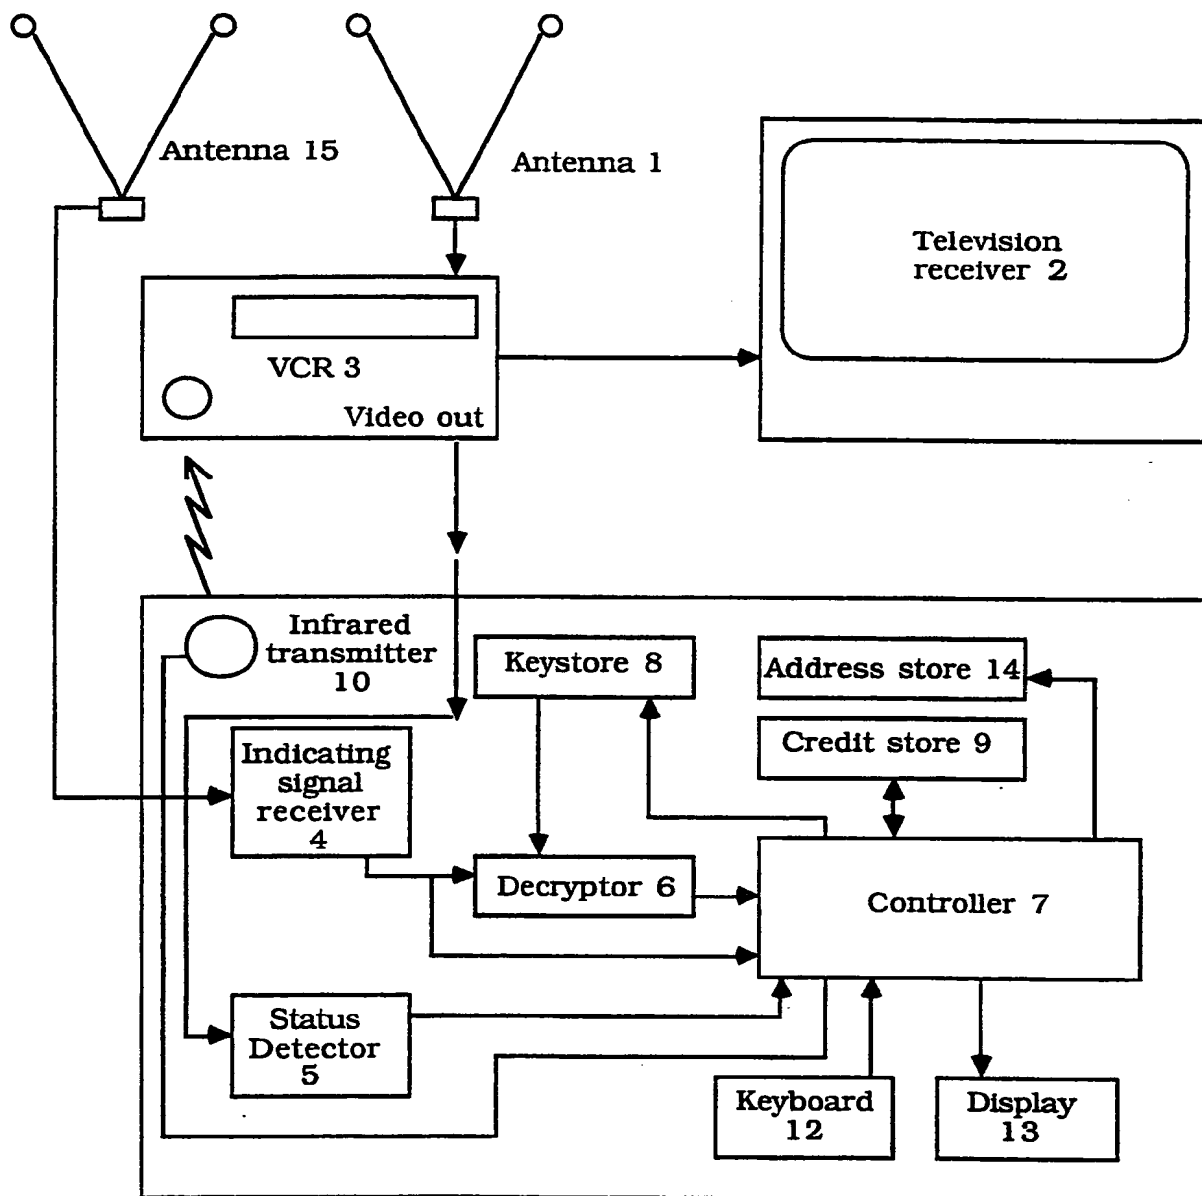 Antenna 15
Antenna 1
Television
receiver 2
VCR 3
Video out
Infrared
transmitter
10
Keystore 8
Address store 14
Credit store 9
Indicating
signal
receiver
4
Decryptor 6
Controller 7
Status
Detector
5
Keyboard
12
Display
13